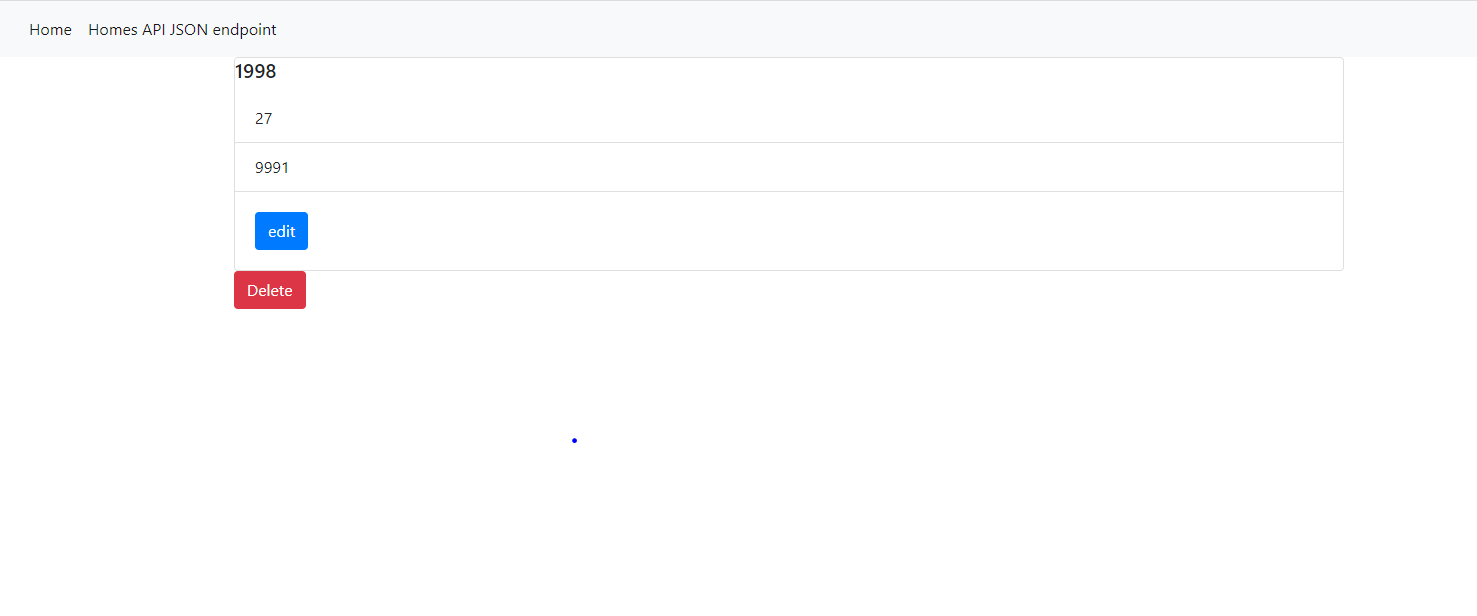 Home Homes API JSON endpoint
1998
27
9991
edit
Delete